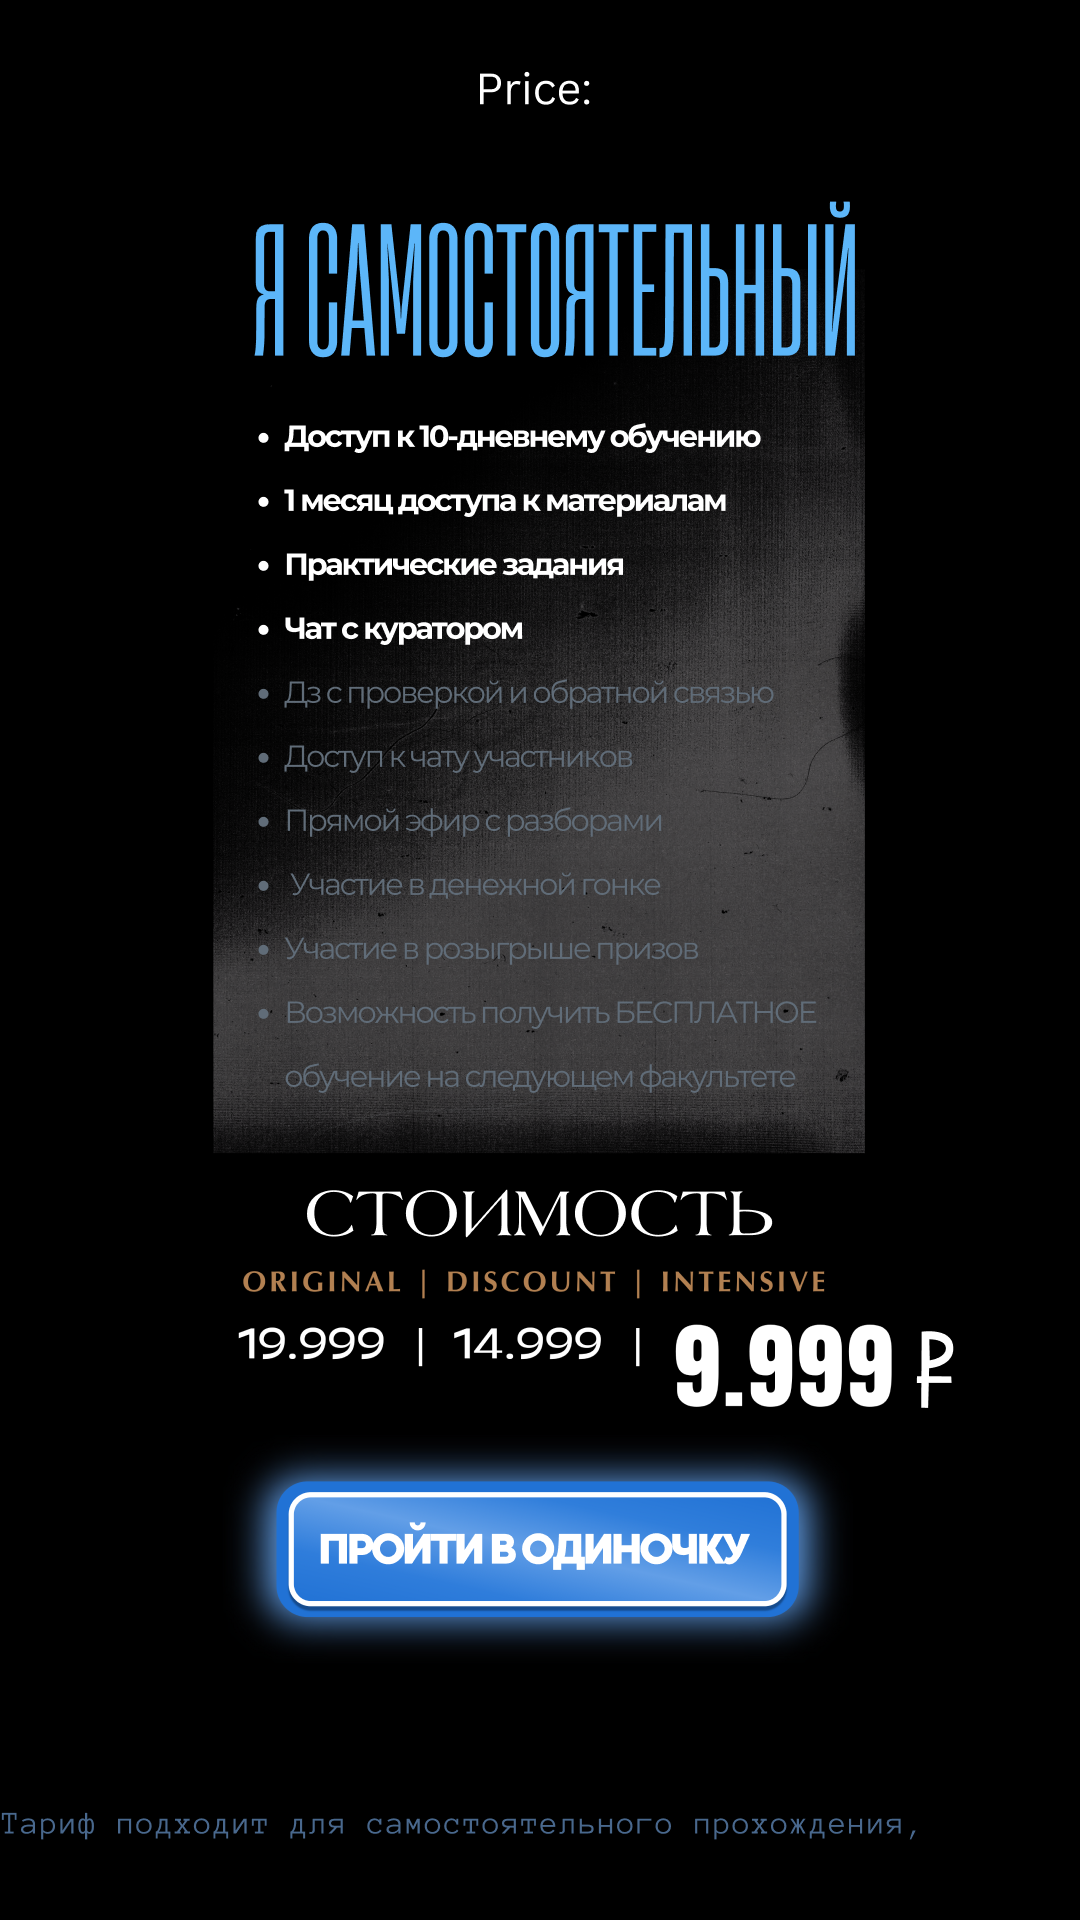 Price:
Я САМОСТОЯТЕЛЬНЫЙ
• Доступ к 10-дневнему обучению
• 1 месяц доступа к материалам
• Практические задания
• Чат с куратором
• Дз с проверкой и обратной связью
• Доступ к чату участников
• Прямой эфир с разборами
• Участие в денежной гонке
• Участие в розыгрыше призов
• Возможность получить БЕСПЛАТНОЕ
обучение на следующем факультете
СТОИМОСТЬ
ORIGINAL | DISCOUNT | INTENSIVE
19.999 | 14.999 | 9.999 ₽
ПРОЙТИ В ОДИНОЧКУ
Тариф подходит для самостоятельного прохождения,